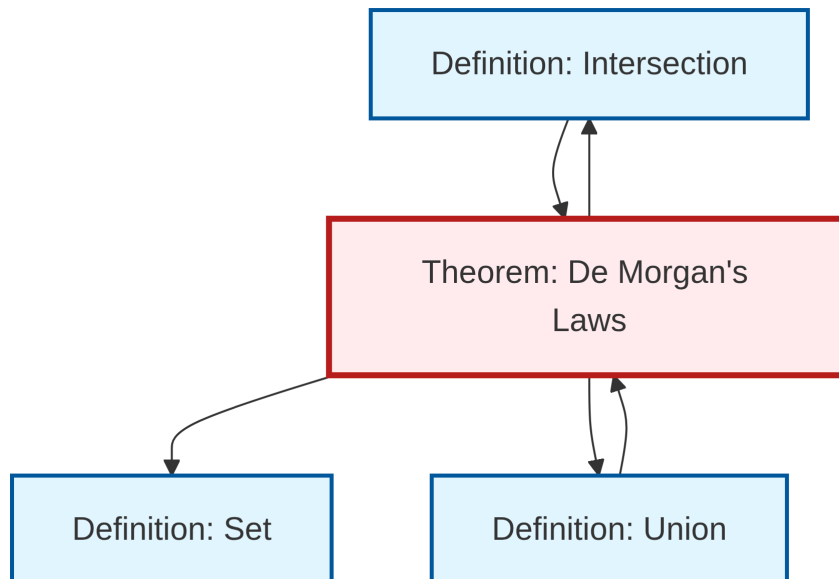 Definition: Intersection
Theorem: De Morgan's
Laws
Definition: Set
Definition: Union